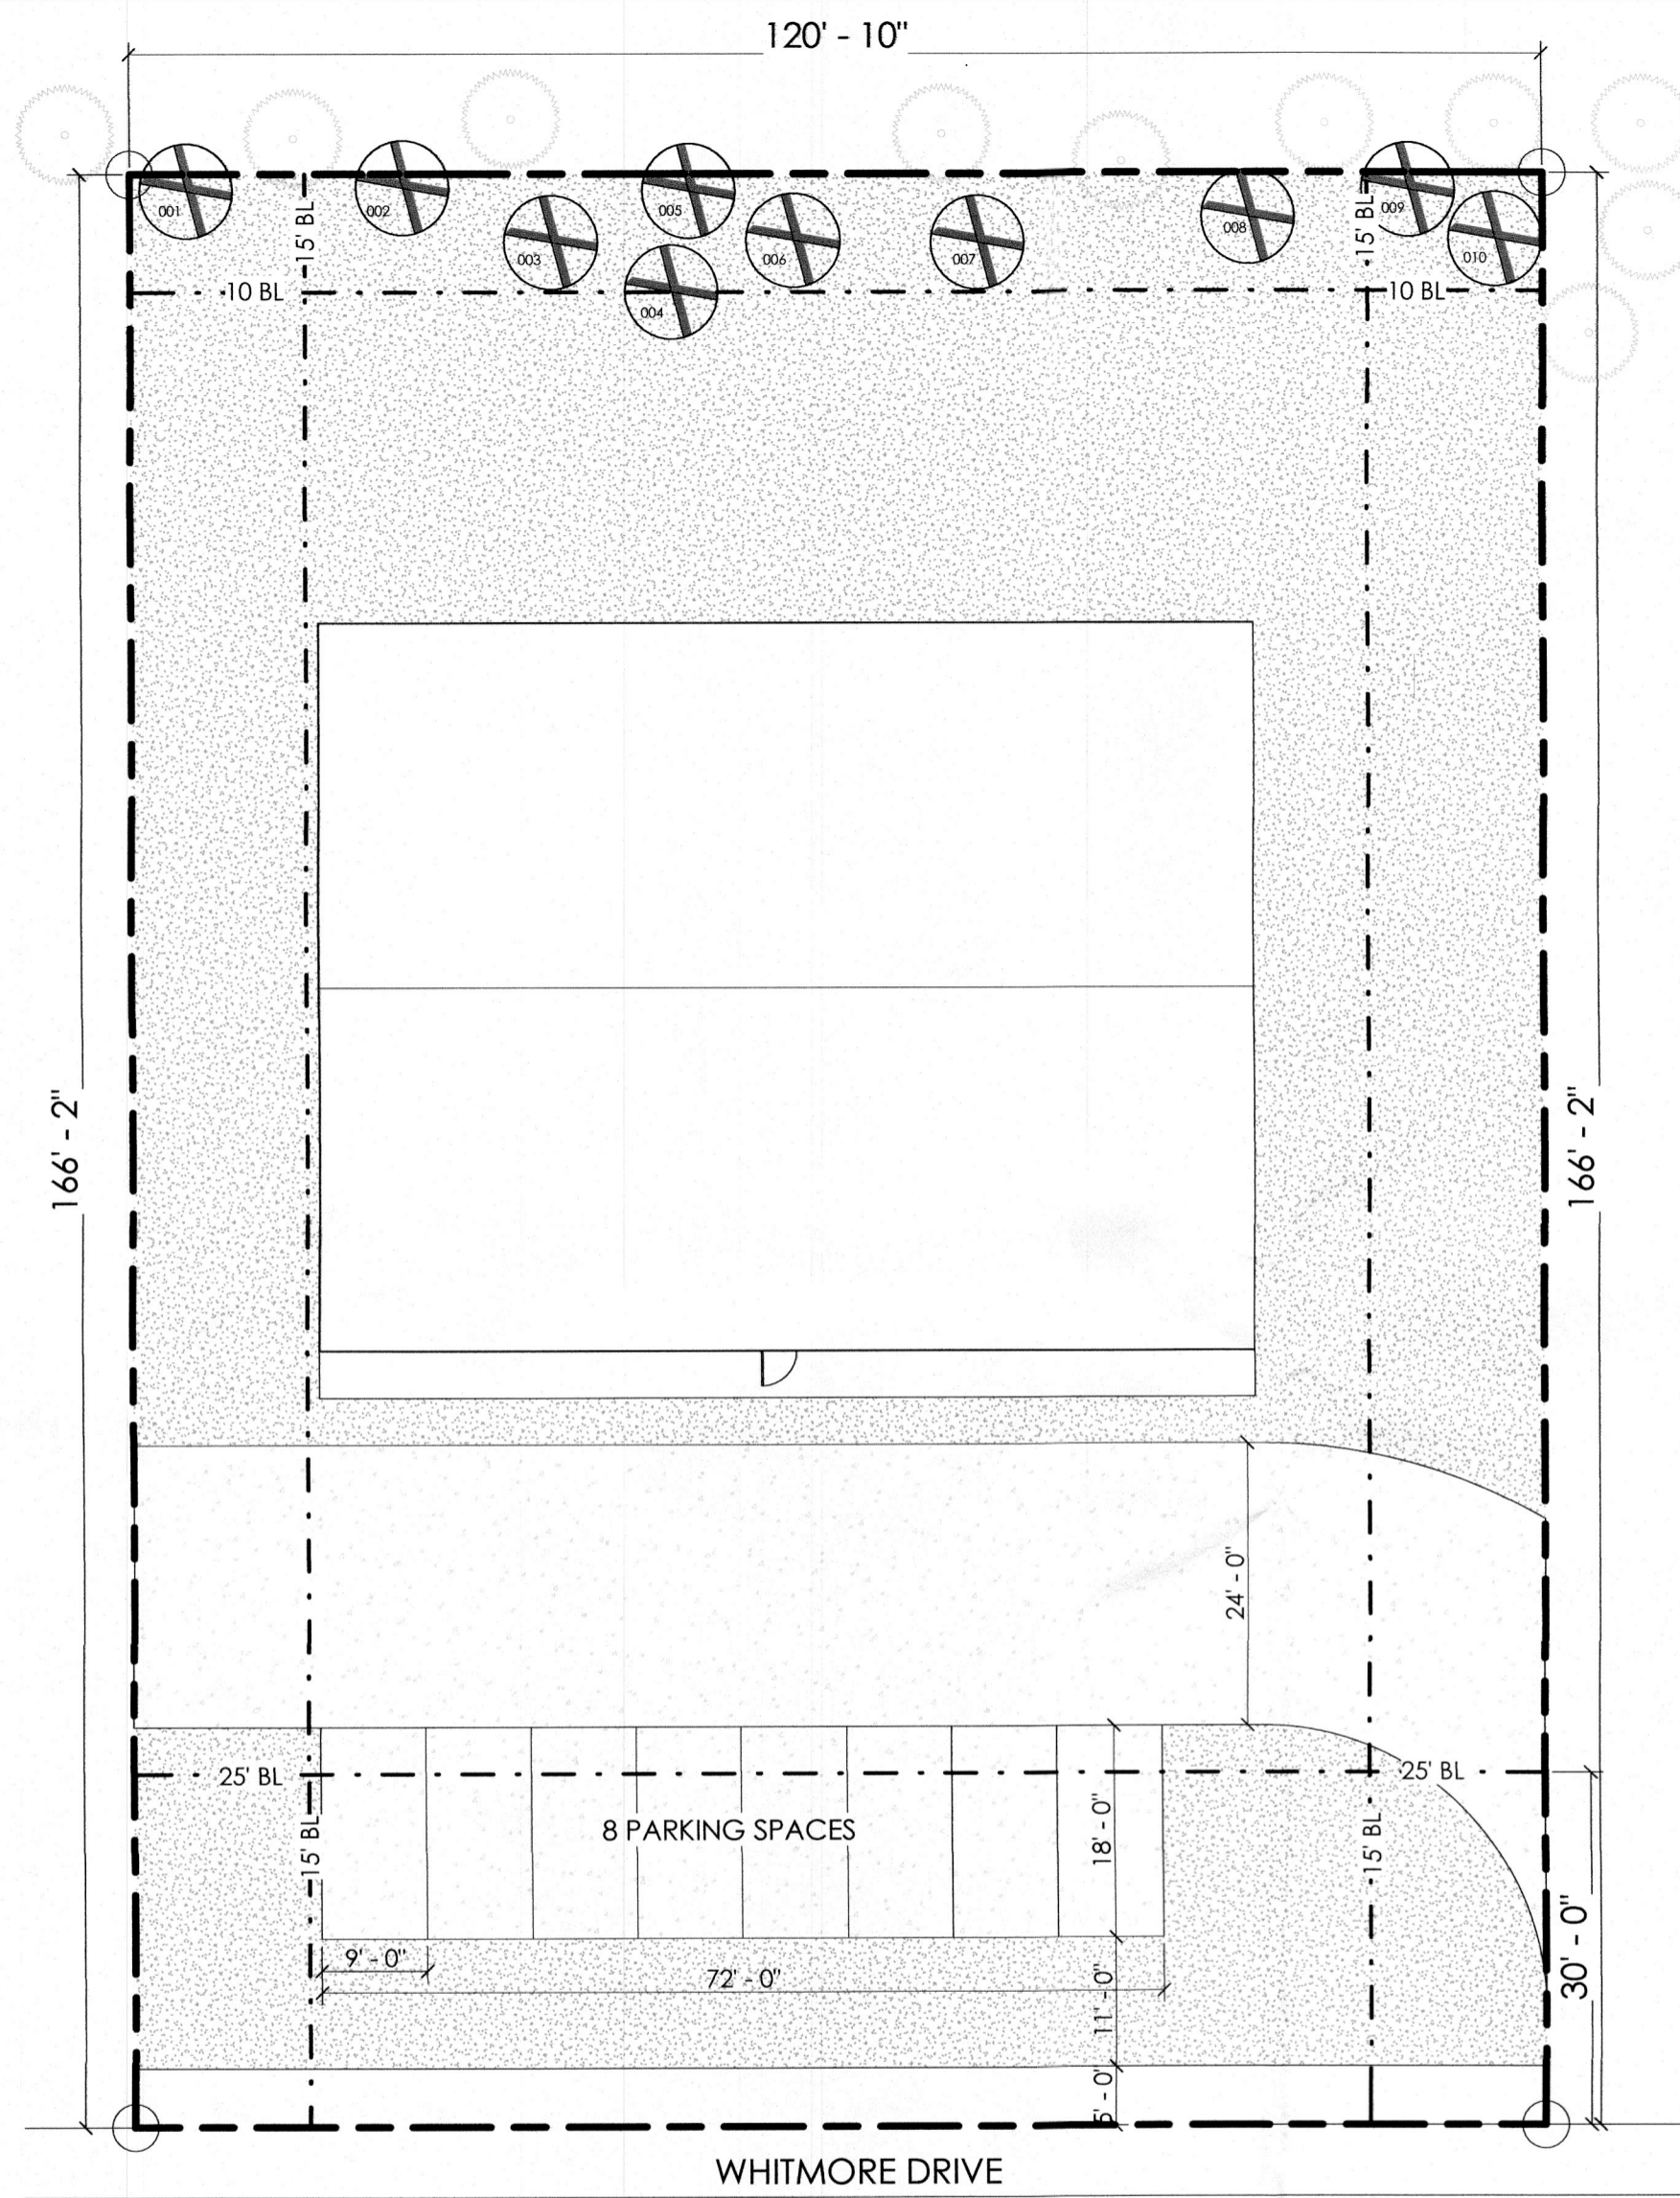 120' - 10"
001
002
003
004
005
006
007
008
009
010
15' BL
15' BL
10 BL
10 BL
166' - 2"
166' - 2"
24' - 0"
25' BL
25' BL
15' BL
15' BL
8 PARKING SPACES
18' - 0"
9' - 0"
72' - 0"
11' - 0"
30' - 0"
5' - 0"
WHITMORE DRIVE